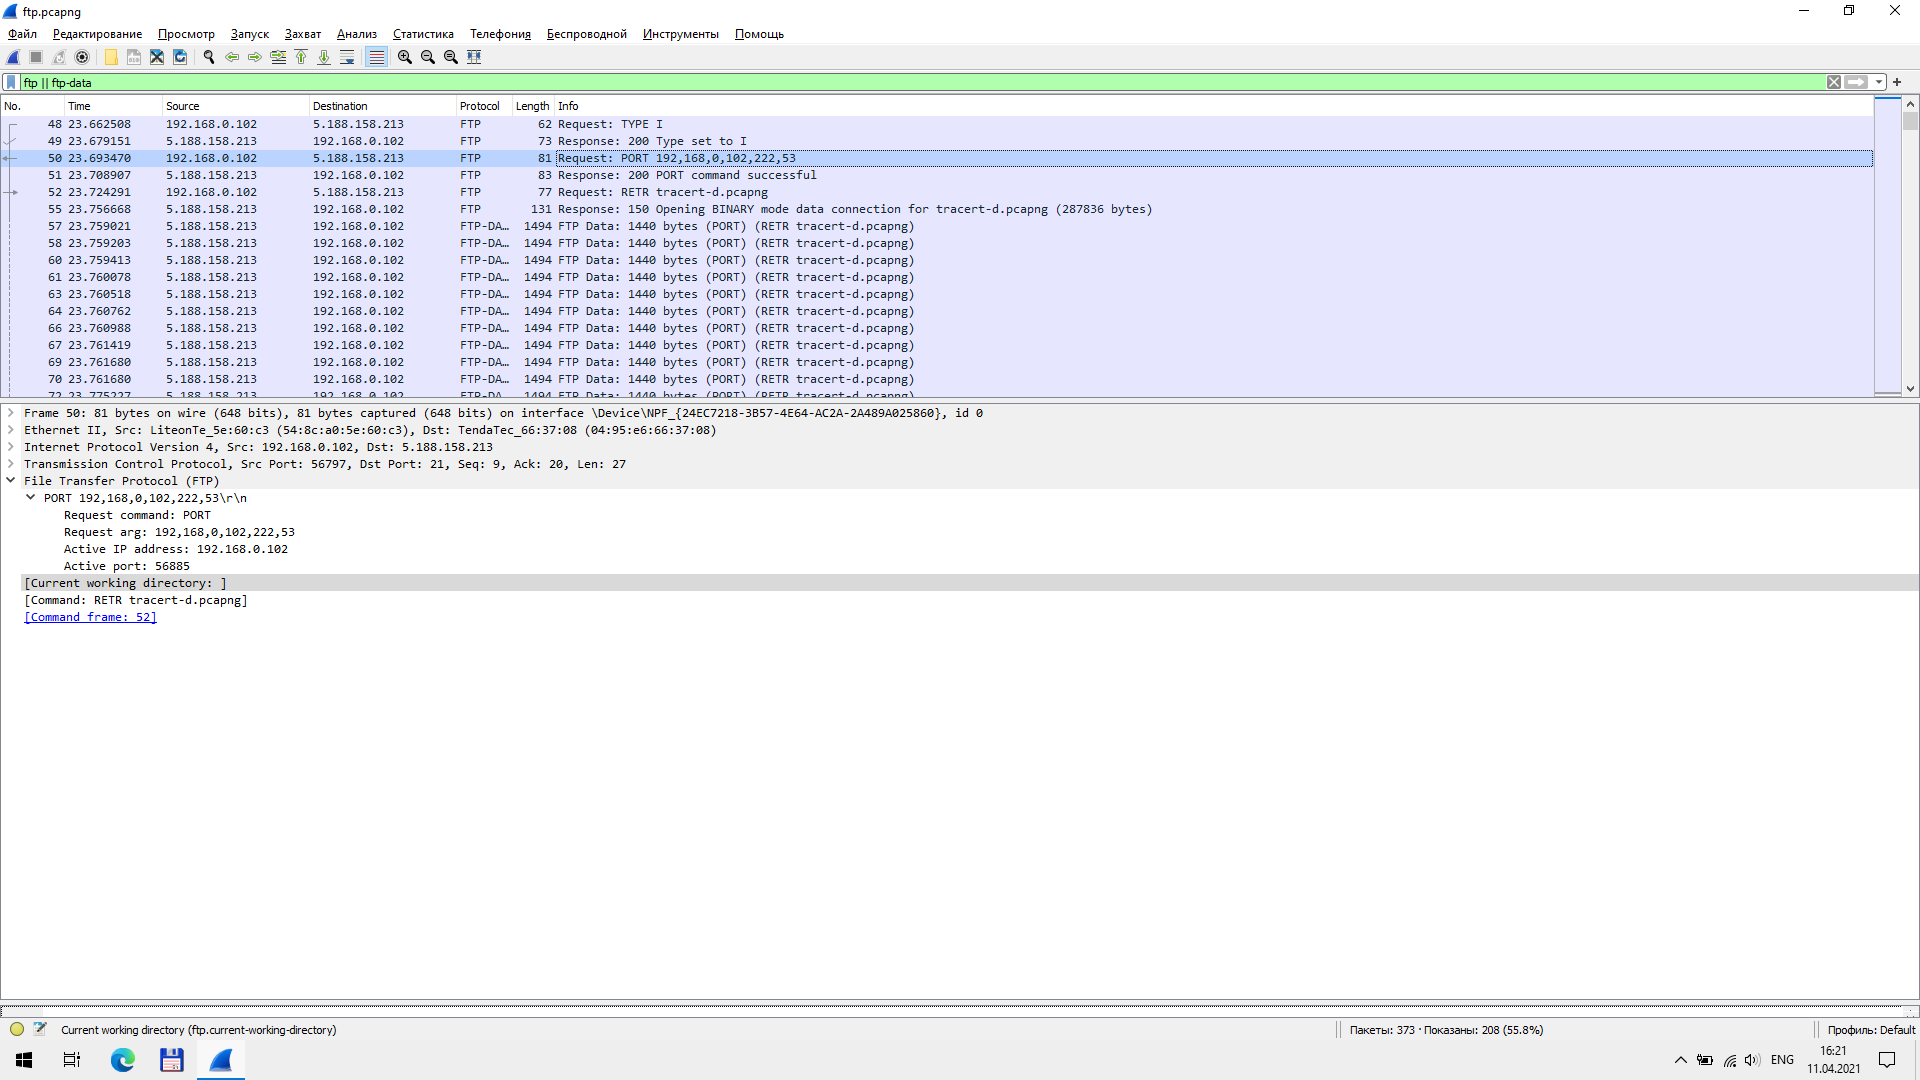 ftp.pcapng
Файл Редактирование Просмотр Запуск Захват Анализ Статистика Телефония Беспроводной Инструменты Помощь
ftp || ftp-data
No. Time Source Destination Protocol Length Info
48 23.662508 192.168.0.102 5.188.158.213 FTP 62 Request: TYPE I
49 23.679151 5.188.158.213 192.168.0.102 FTP 73 Response: 200 Type set to I
50 23.693470 192.168.0.102 5.188.158.213 FTP 81 Request: PORT 192,168,0,102,222,53
51 23.708907 5.188.158.213 192.168.0.102 FTP 83 Response: 200 PORT command successful
52 23.724291 192.168.0.102 5.188.158.213 FTP 77 Request: RETR tracert-d.pcapng
55 23.756668 5.188.158.213 192.168.0.102 FTP 131 Response: 150 Opening BINARY mode data connection for tracert-d.pcapng (287836 bytes)
57 23.759021 5.188.158.213 192.168.0.102 FTP-DA… 1494 FTP Data: 1440 bytes (PORT) (RETR tracert-d.pcapng)
58 23.759203 5.188.158.213 192.168.0.102 FTP-DA… 1494 FTP Data: 1440 bytes (PORT) (RETR tracert-d.pcapng)
60 23.759413 5.188.158.213 192.168.0.102 FTP-DA… 1494 FTP Data: 1440 bytes (PORT) (RETR tracert-d.pcapng)
61 23.760078 5.188.158.213 192.168.0.102 FTP-DA… 1494 FTP Data: 1440 bytes (PORT) (RETR tracert-d.pcapng)
63 23.760518 5.188.158.213 192.168.0.102 FTP-DA… 1494 FTP Data: 1440 bytes (PORT) (RETR tracert-d.pcapng)
64 23.760762 5.188.158.213 192.168.0.102 FTP-DA… 1494 FTP Data: 1440 bytes (PORT) (RETR tracert-d.pcapng)
66 23.760988 5.188.158.213 192.168.0.102 FTP-DA… 1494 FTP Data: 1440 bytes (PORT) (RETR tracert-d.pcapng)
67 23.761419 5.188.158.213 192.168.0.102 FTP-DA… 1494 FTP Data: 1440 bytes (PORT) (RETR tracert-d.pcapng)
69 23.761680 5.188.158.213 192.168.0.102 FTP-DA… 1494 FTP Data: 1440 bytes (PORT) (RETR tracert-d.pcapng)
70 23.761680 5.188.158.213 192.168.0.102 FTP-DA… 1494 FTP Data: 1440 bytes (PORT) (RETR tracert-d.pcapng)
72 23.775227 5.188.158.213 192.168.0.102 FTP-DA… 1494 FTP Data: 1440 bytes (PORT) (RETR tracert-d.pcapng)
Frame 50: 81 bytes on wire (648 bits), 81 bytes captured (648 bits) on interface \Device\NPF_{24EC7218-3B57-4E64-AC2A-2A489A025860}, id 0
Ethernet II, Src: LiteonTe_5e:60:c3 (54:8c:a0:5e:60:c3), Dst: TendaTec_66:37:08 (04:95:e6:66:37:08)
Internet Protocol Version 4, Src: 192.168.0.102, Dst: 5.188.158.213
Transmission Control Protocol, Src Port: 56797, Dst Port: 21, Seq: 9, Ack: 20, Len: 27
File Transfer Protocol (FTP)
PORT 192,168,0,102,222,53\r\n
Request command: PORT
Request arg: 192,168,0,102,222,53
Active IP address: 192.168.0.102
Active port: 56885
[Current working directory: ]
[Command: RETR tracert-d.pcapng]
[Command frame: 52]
Current working directory (ftp.current-working-directory)
Пакеты: 373 · Показаны: 208 (55.8%)
Профиль: Default
ENG
16:21
11.04.2021